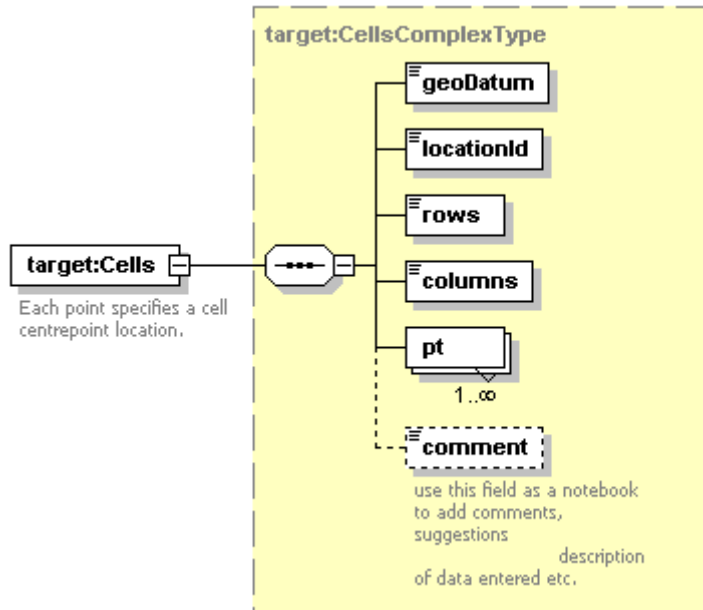 target:CellsComplexType
geoDatum
locationId
rows
target:Cells
Each point specifies a cell
centrepoint location.
columns
pt
1..∞
comment
use this field as a notebook
to add comments,
suggestions
description
of data entered etc.